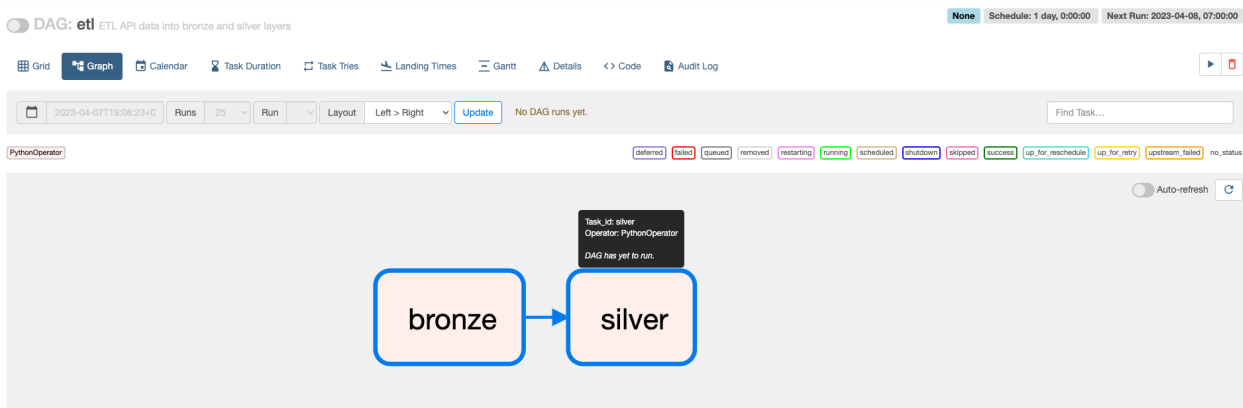 DAG: etl ETL API data into bronze and silver layers
None Schedule: 1 day, 0:00:00 Next Run: 2023-04-08, 07:00:00
Grid Graph Calendar Task Duration Task Tries Landing Times Gantt Details <> Code Audit Log
2023-04-07T19:08:23+0 Runs 25 Run Layout Left > Right Update No DAG runs yet. Find Task...
PythonOperator deferred failed queued removed restarting running scheduled shutdown skipped success up_for_reschedule up_for_retry upstream_failed no_status
Auto-refresh
Task_id: silver
Operator: PythonOperator
DAG has yet to run.
bronze silver